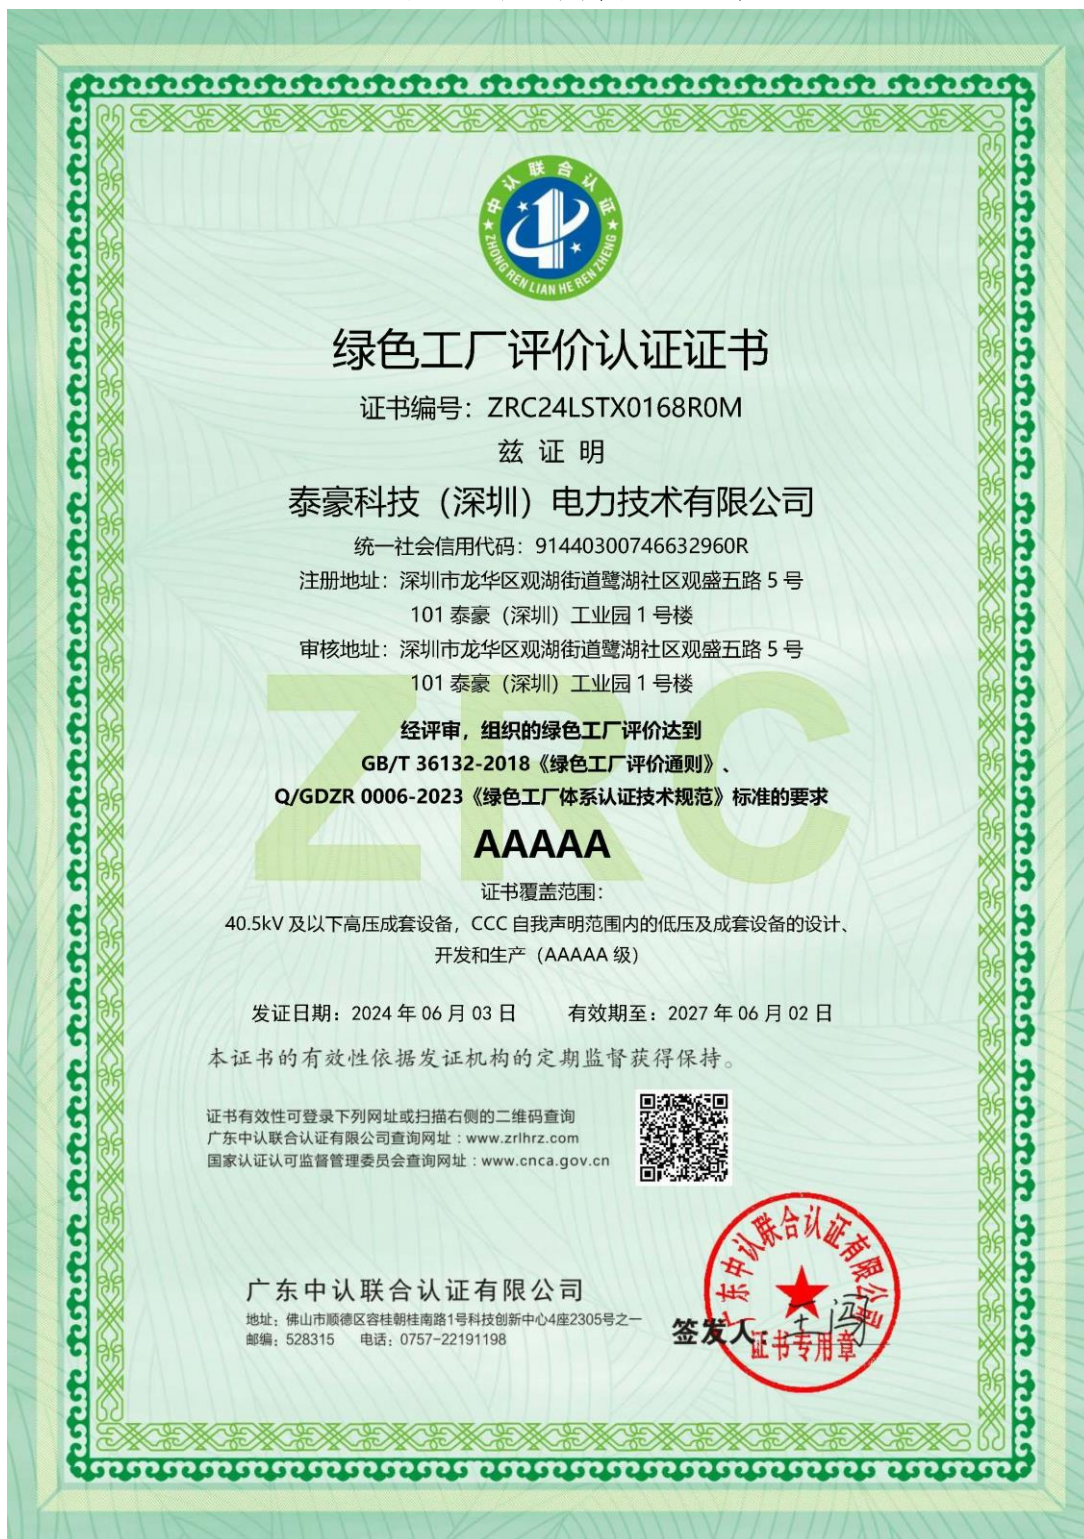 中认联合认证
ZHONG REN LIAN HE REN ZHENG
绿色工厂评价认证证书
证书编号：ZRC24LSTX0168R0M
兹 证 明
泰豪科技（深圳）电力技术有限公司
统一社会信用代码：91440300746632960R
注册地址：深圳市龙华区观湖街道鹭湖社区观盛五路 5 号
101 泰豪（深圳）工业园 1 号楼
审核地址：深圳市龙华区观湖街道鹭湖社区观盛五路 5 号
101 泰豪（深圳）工业园 1 号楼
ZRC
经评审，组织的绿色工厂评价达到
GB/T 36132-2018《绿色工厂评价通则》、
Q/GDZR 0006-2023《绿色工厂体系认证技术规范》标准的要求
AAAAA
证书覆盖范围：
40.5kV 及以下高压成套设备，CCC 自我声明范围内的低压及成套设备的设计、
开发和生产（AAAAA 级）
发证日期：2024 年 06 月 03 日 有效期至：2027 年 06 月 02 日
本证书的有效性依据发证机构的定期监督获得保持。
证书有效性可登录下列网址或扫描右侧的二维码查询
广东中认联合认证有限公司查询网址：www.zrlhrz.com
国家认证认可监督管理委员会查询网址：www.cnca.gov.cn
广东中认联合认证有限公司
地址：佛山市顺德区容桂朝桂南路1号科技创新中心4座2305号之一
邮编：528315 电话：0757-22191198
签发人：
广东中认联合认证有限公司
证书专用章